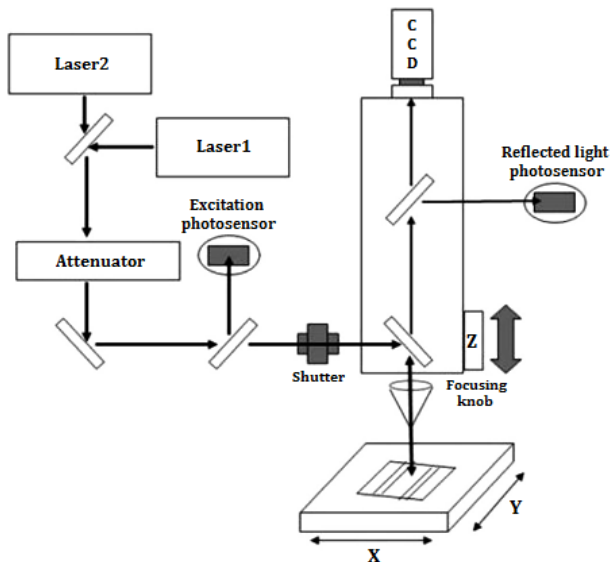 C
C
D
Laser2
Laser1
Reflected light
photosensor
Excitation
photosensor
Attenuator
Shutter
Z
Focusing
knob
Y
X